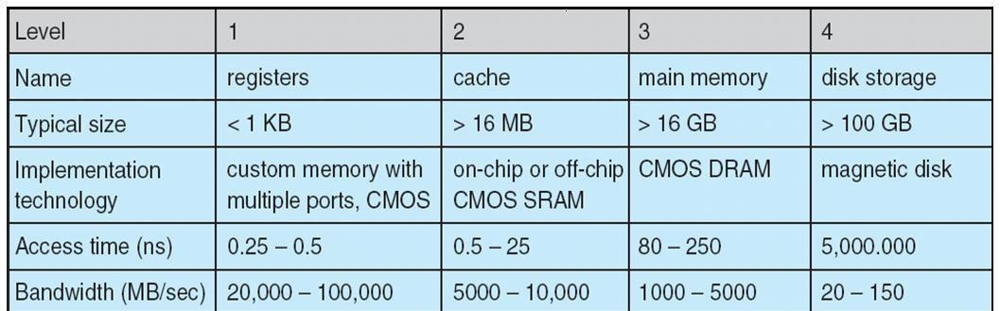 Level 1 2 3 4
Name registers cache main memory disk storage
Typical size < 1 KB > 16 MB > 16 GB > 100 GB
Implementation custom memory with on-chip or off-chip CMOS DRAM magnetic disk
technology multiple ports, CMOS CMOS SRAM
Access time (ns) 0.25 – 0.5 0.5 – 25 80 – 250 5,000.000
Bandwidth (MB/sec) 20,000 – 100,000 5000 – 10,000 1000 – 5000 20 – 150